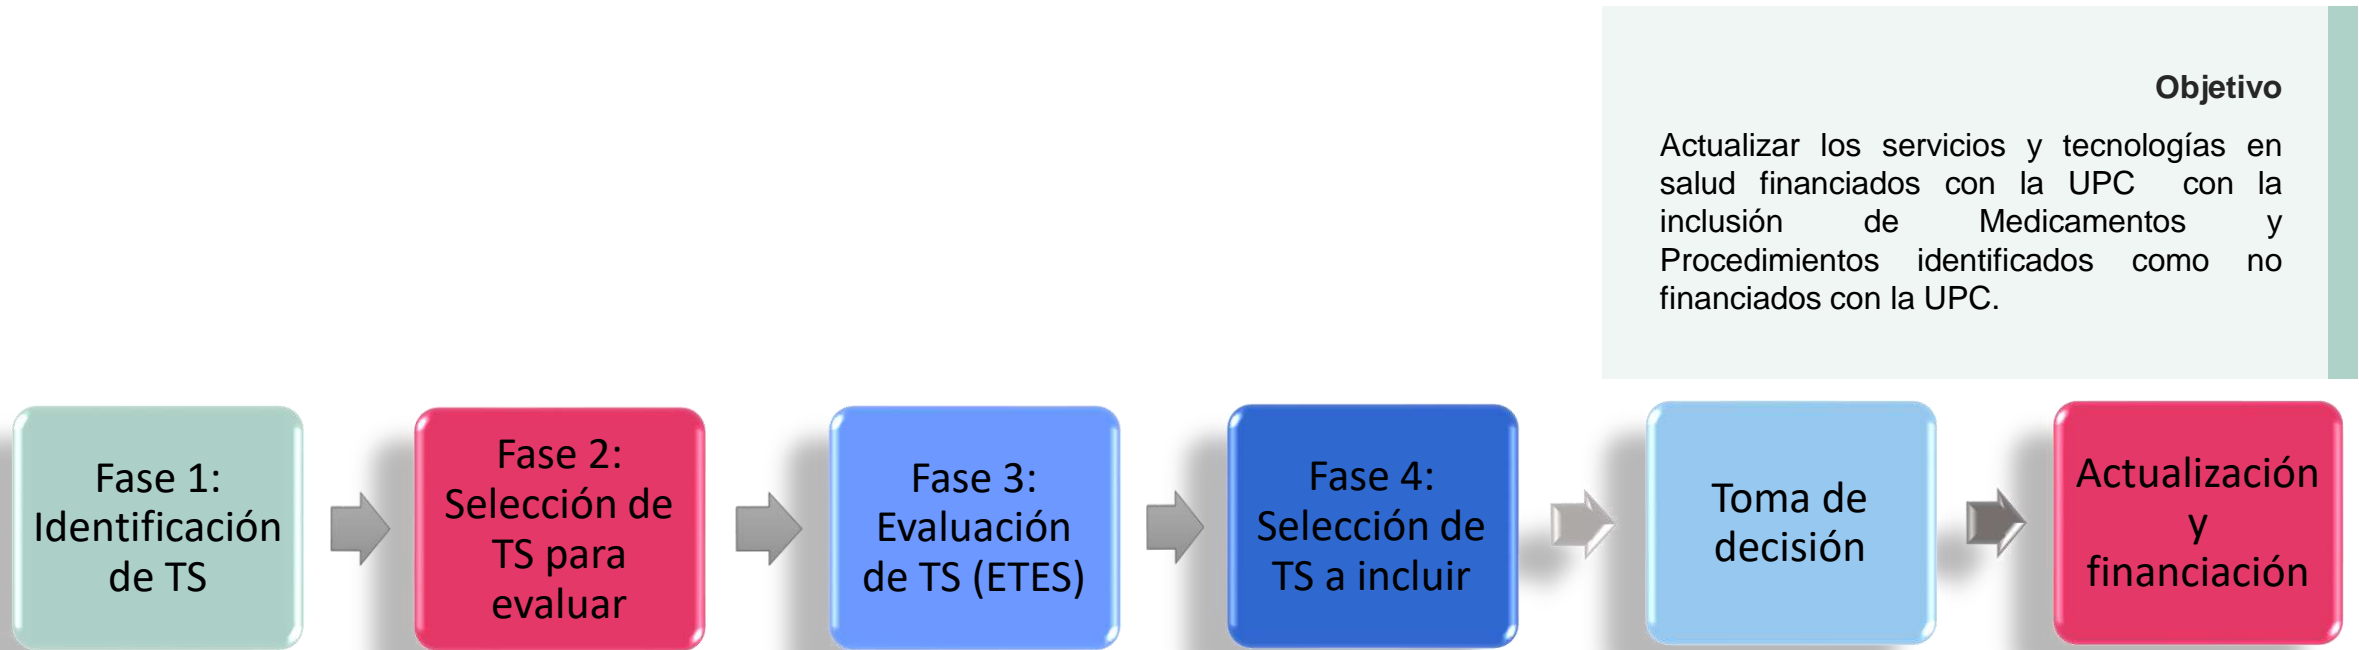 Objetivo
Actualizar los servicios y tecnologías en
salud financiados con la UPC con la
inclusión de Medicamentos y
Procedimientos identificados como no
financiados con la UPC.
Fase 1:
Identificación
de TS
Fase 2:
Selección de
TS para
evaluar
Fase 3:
Evaluación
de TS (ETES)
Fase 4:
Selección de
TS a incluir
Toma de
decisión
Actualización
y
financiación